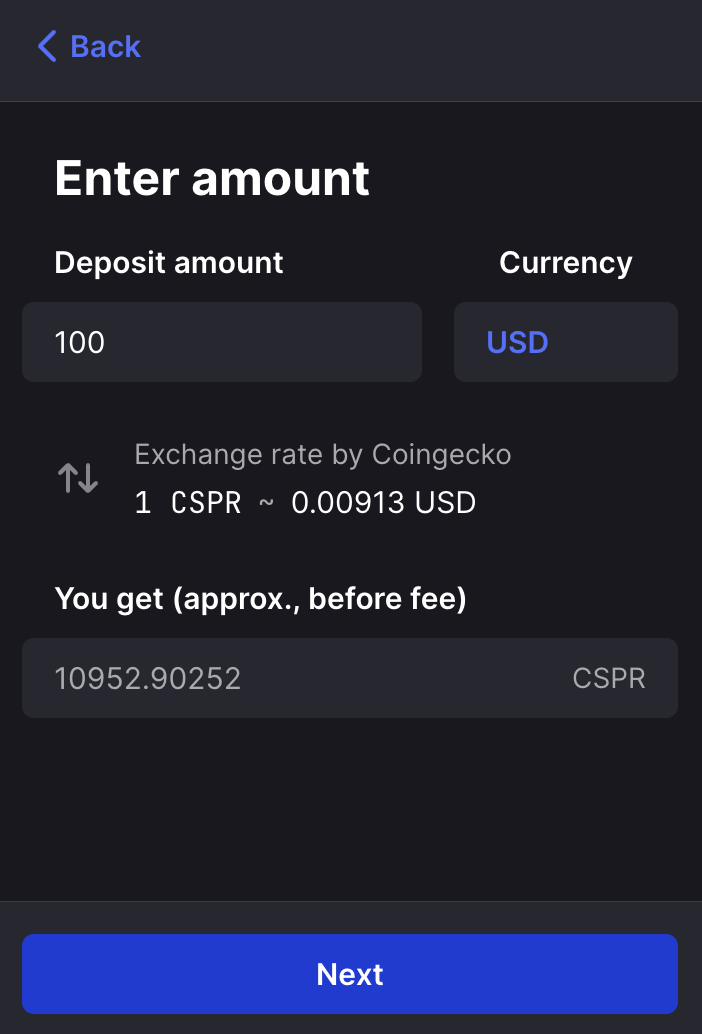 Back
Enter amount
Deposit amount Currency
100 USD
Exchange rate by Coingecko
1 CSPR ~ 0.00913 USD
You get (approx., before fee)
10952.90252 CSPR
Next